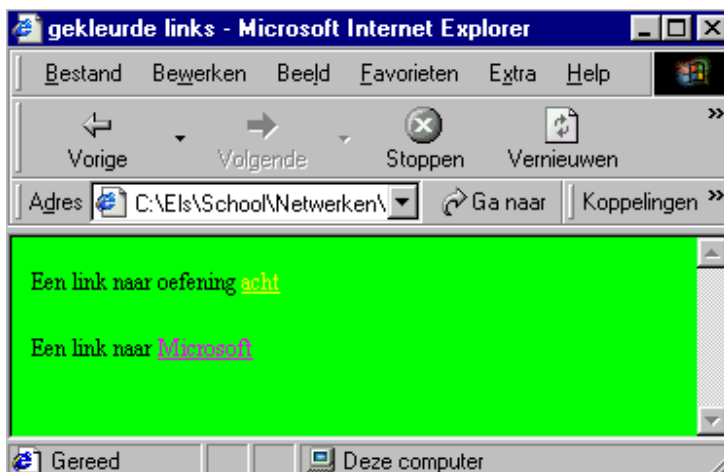 gekleurde links - Microsoft Internet Explorer
Bestand Bewerken Beeld Favorieten Extra Help
Vorige Volgende Stoppen Vernieuwen »
Adres C:\Els\School\Netwerken\ Ga naar Koppelingen »
Een link naar oefening acht
Een link naar Microsoft
Gereed Deze computer